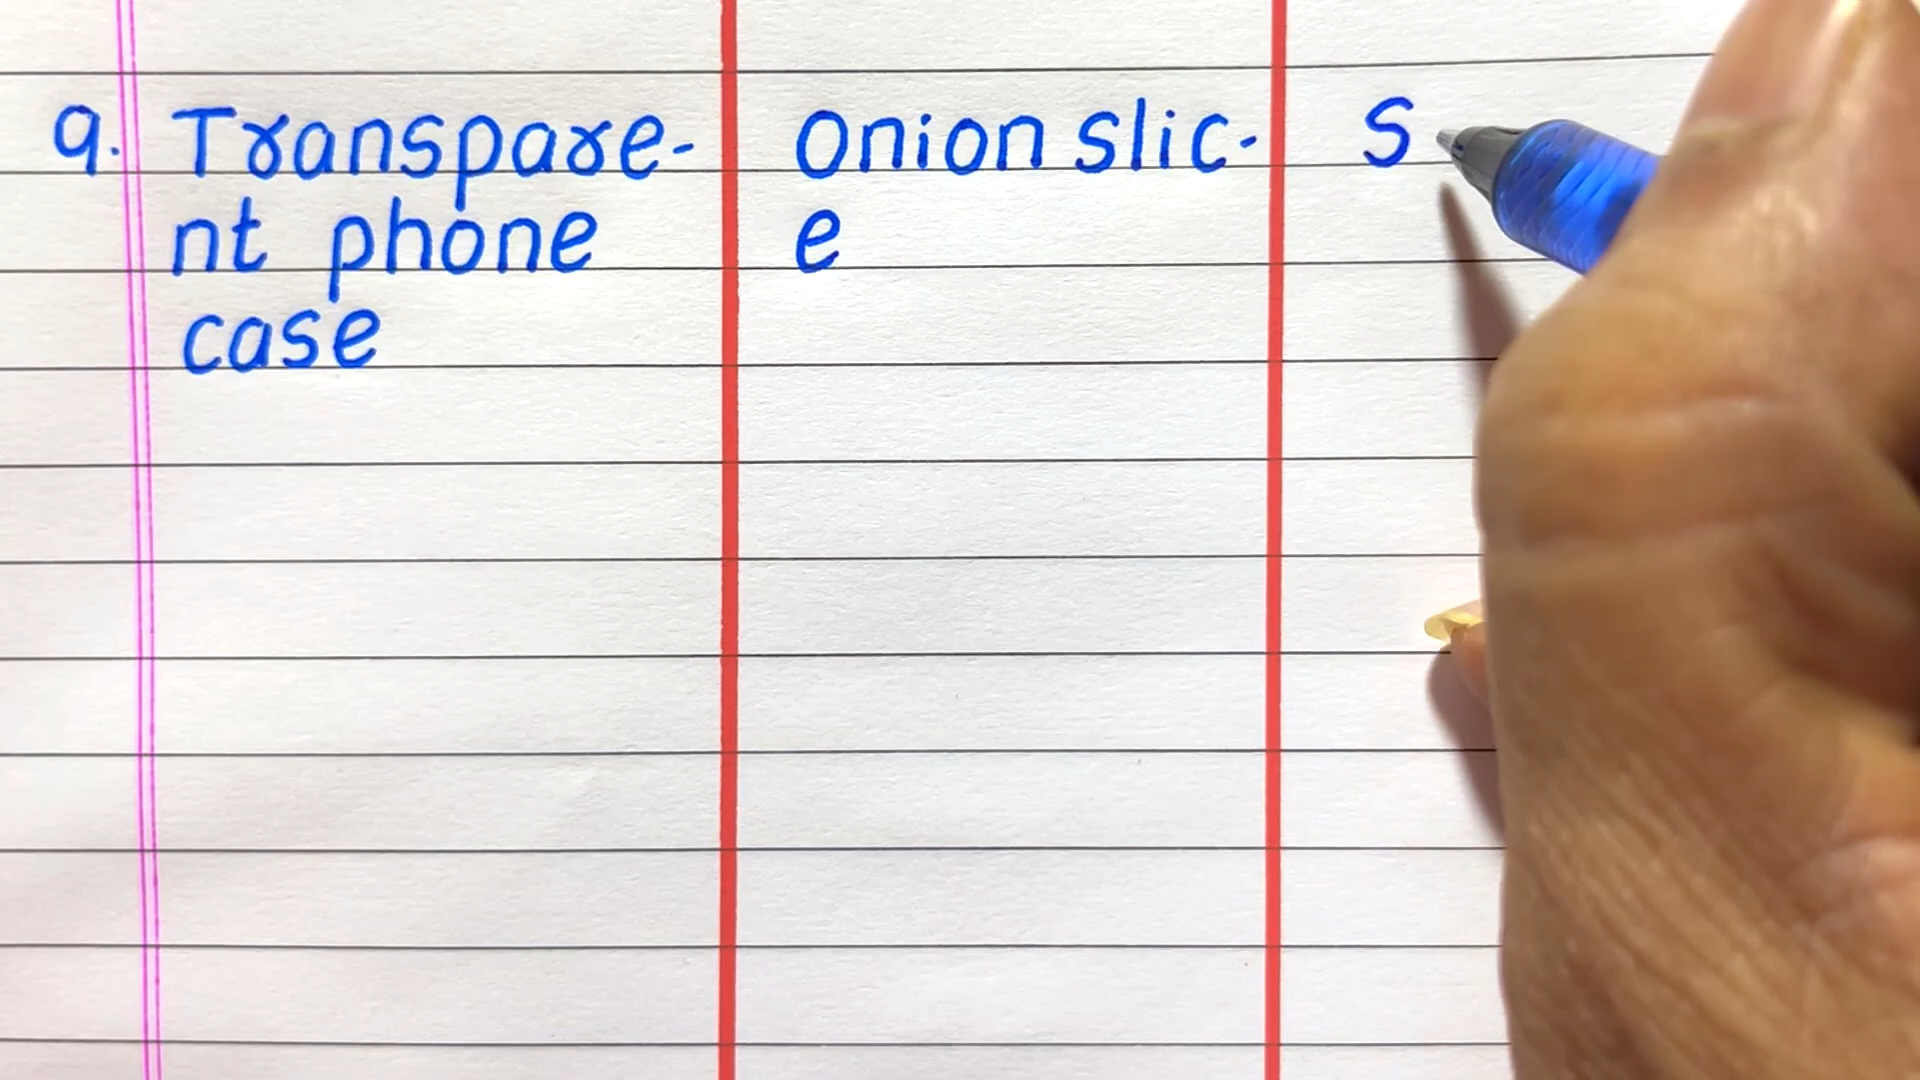 9. Transpare- Onion slic- S
nt phone e
case